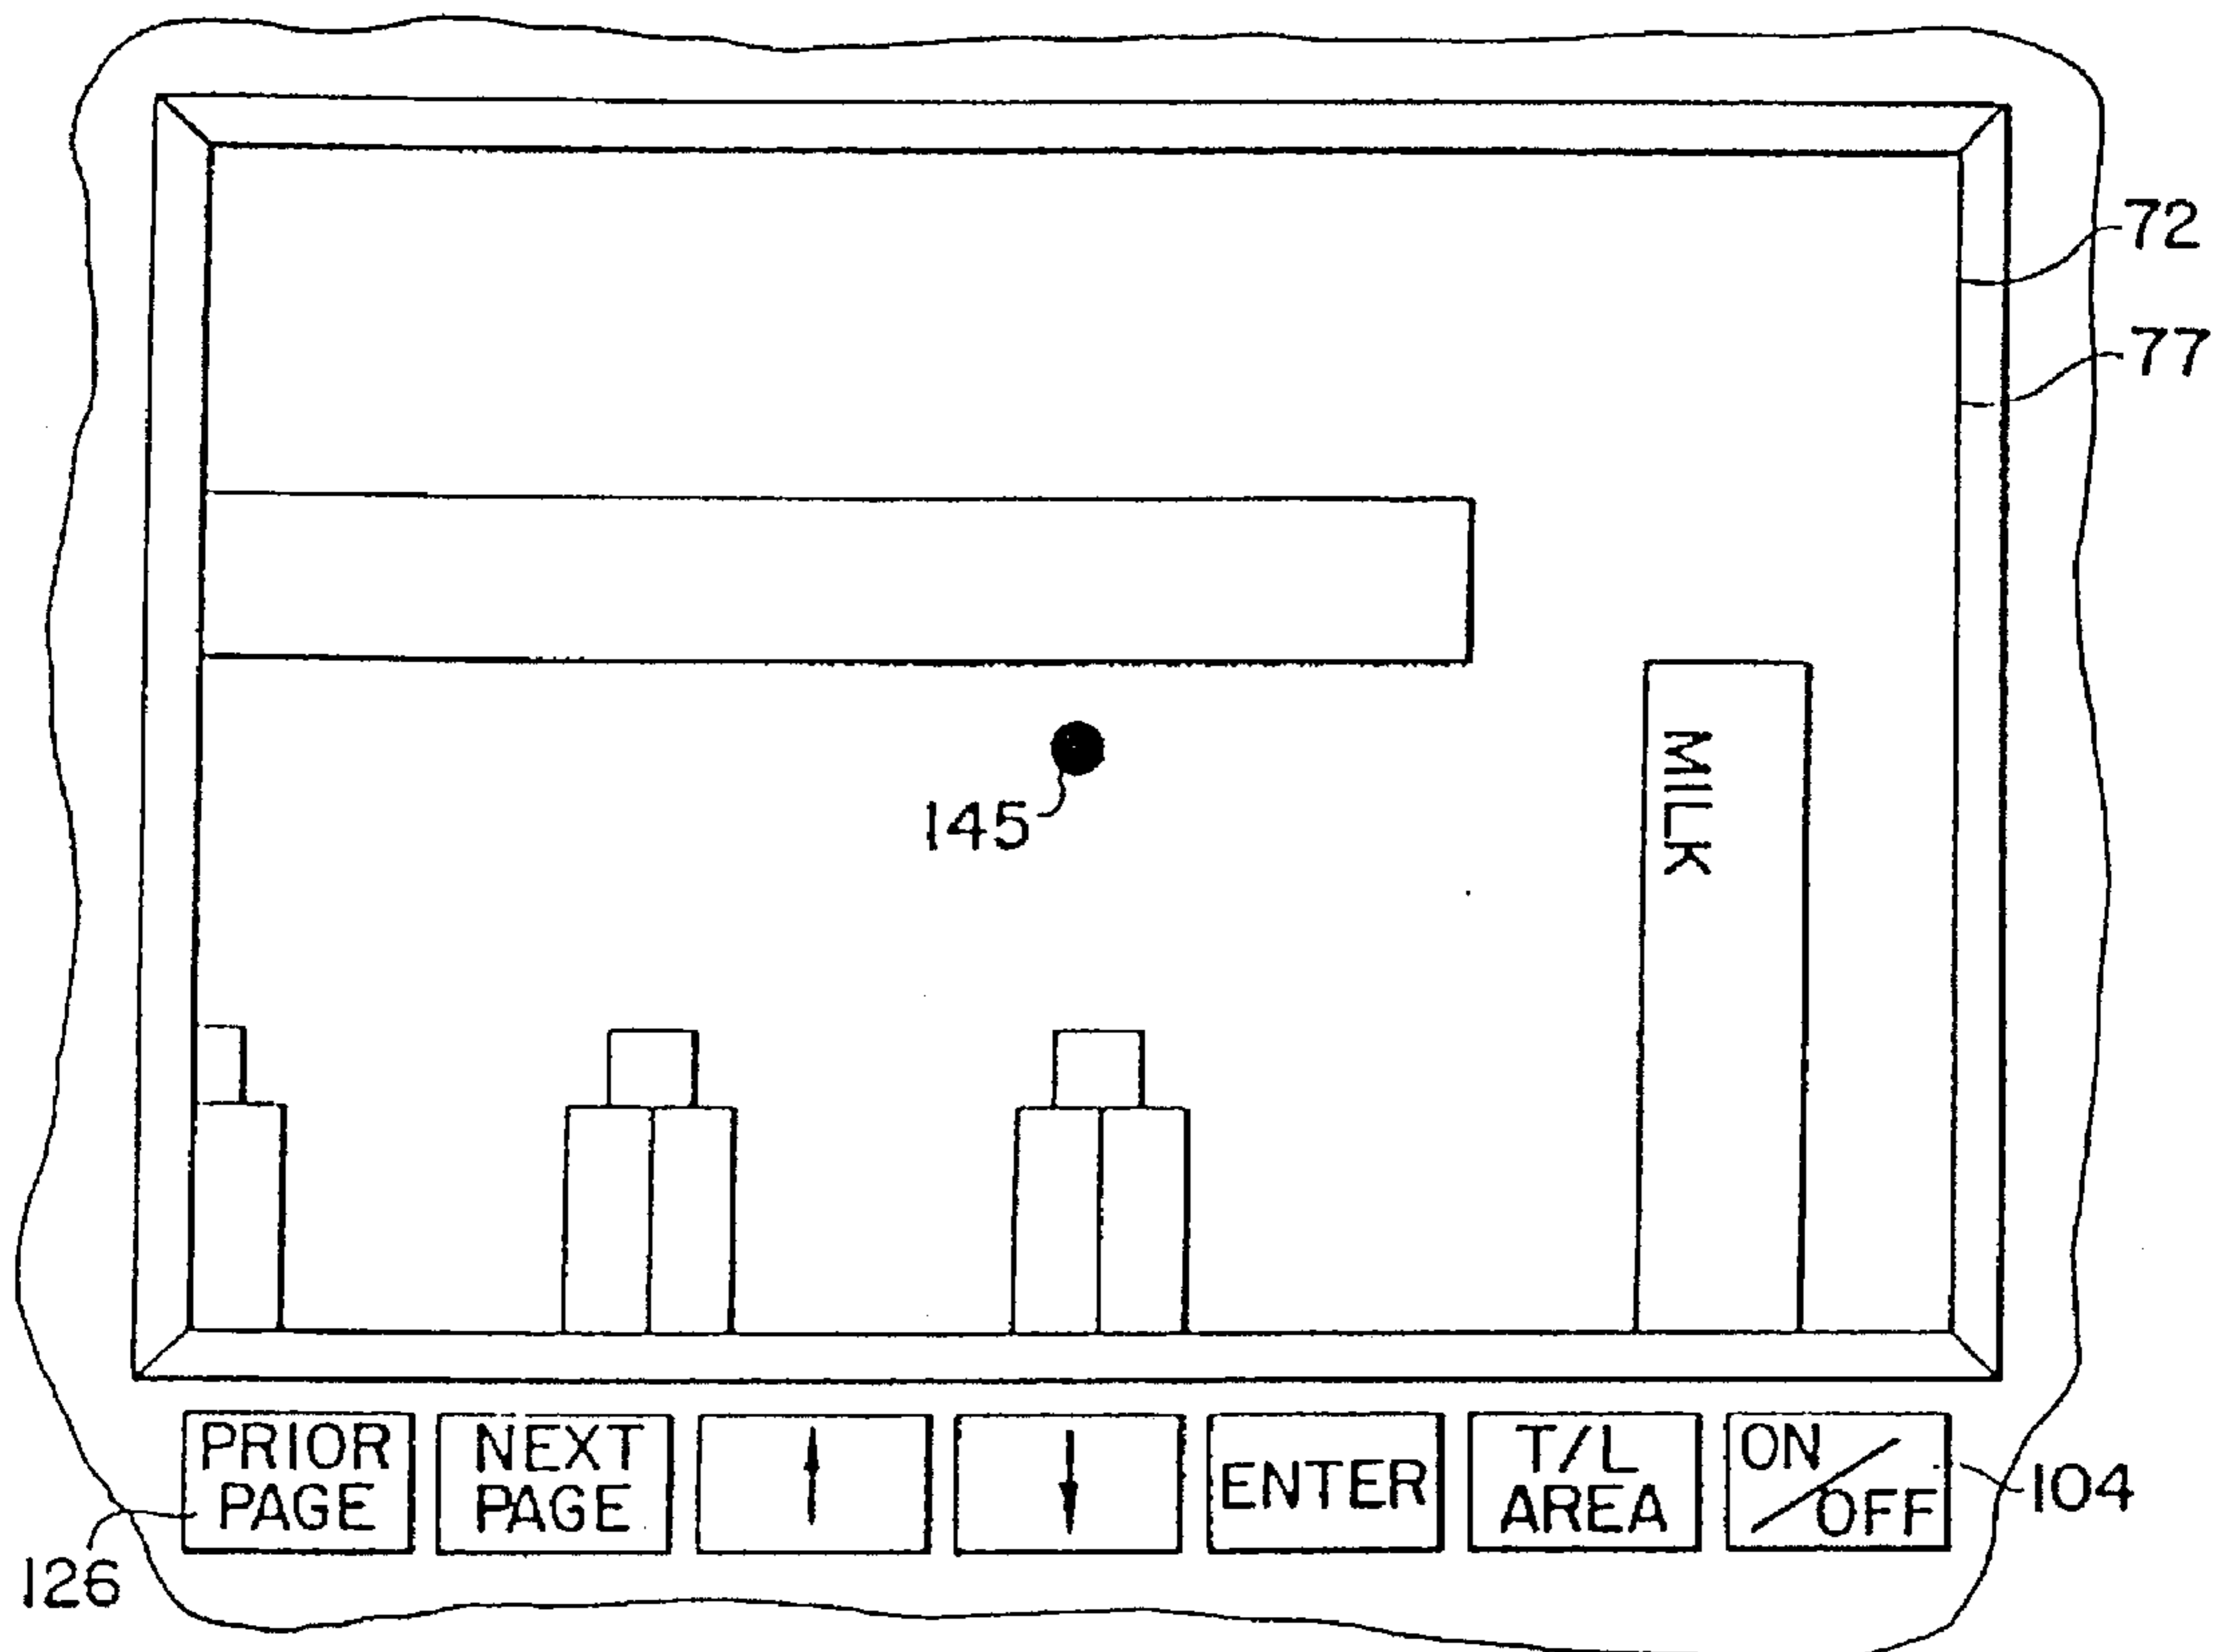 72
77
145
MILK
PRIOR
PAGE
NEXT
PAGE
↑
↓
ENTER
T/L
AREA
ON/OFF
104
126